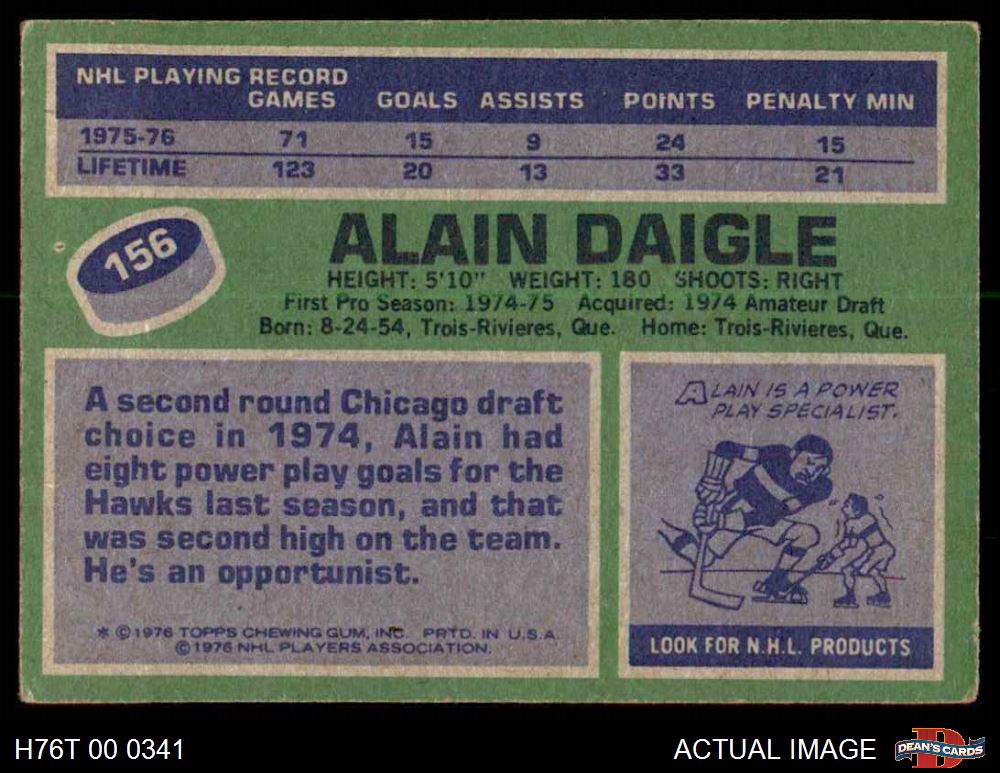 NHL PLAYING RECORD
GAMES GOALS ASSISTS POINTS PENALTY MIN
1975-76 71 15 9 24 15
LIFETIME 123 20 13 33 21
156
ALAIN DAIGLE
HEIGHT: 5'10" WEIGHT: 180 SHOOTS: RIGHT
First Pro Season: 1974-75 Acquired: 1974 Amateur Draft
Born: 8-24-54, Trois-Rivieres, Que. Home: Trois-Rivieres, Que.
A second round Chicago draft
choice in 1974, Alain had
eight power play goals for the
Hawks last season, and that
was second high on the team.
He's an opportunist.
* © 1976 TOPPS CHEWING GUM, INC. PRTD. IN U.S.A.
© 1976 NHL PLAYERS ASSOCIATION.
ALAIN IS A POWER
PLAY SPECIALIST.
LOOK FOR N.H.L. PRODUCTS
H76T 00 0341
ACTUAL IMAGE
D
DEAN'S CARDS